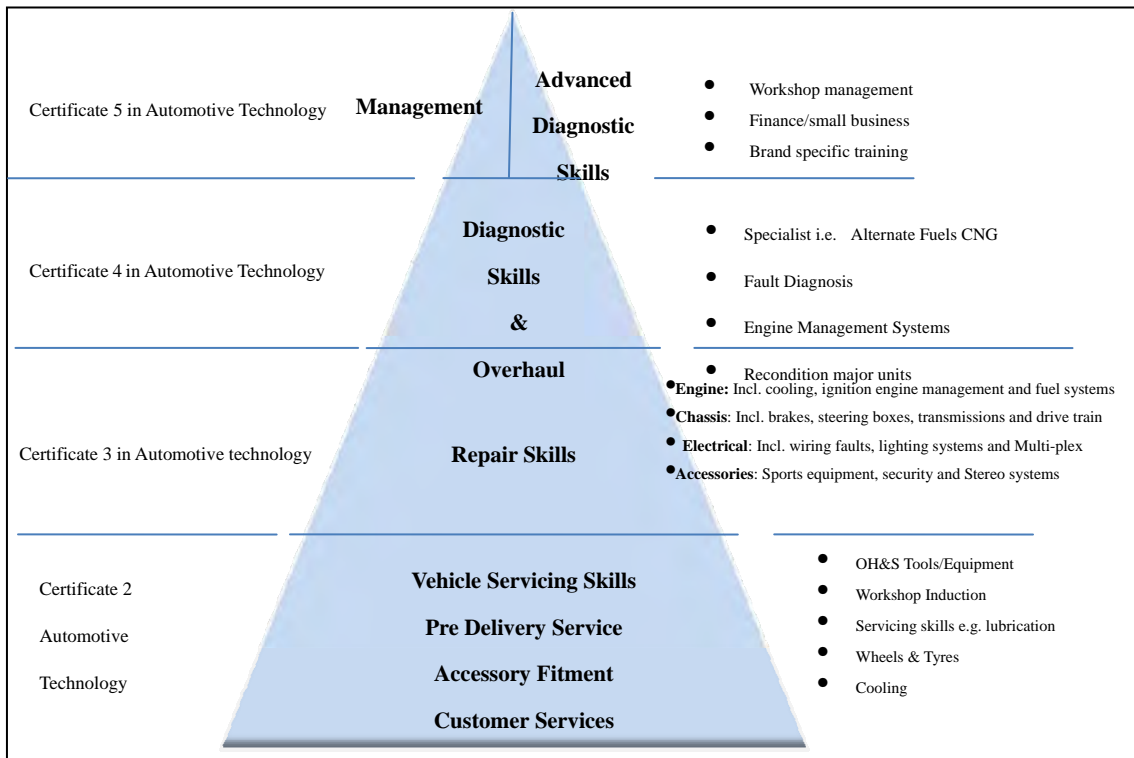 Certificate 5 in Automotive Technology
Management
Advanced
Diagnostic
Skills
● Workshop management
● Finance/small business
● Brand specific training
Certificate 4 in Automotive Technology
Diagnostic
Skills
&
Overhaul
● Specialist i.e. Alternate Fuels CNG
● Fault Diagnosis
● Engine Management Systems
● Recondition major units
Certificate 3 in Automotive technology
Repair Skills
●Engine: Incl. cooling, ignition engine management and fuel systems
●Chassis: Incl. brakes, steering boxes, transmissions and drive train
● Electrical: Incl. wiring faults, lighting systems and Multi-plex
●Accessories: Sports equipment, security and Stereo systems
Certificate 2
Automotive
Technology
Vehicle Servicing Skills
Pre Delivery Service
Accessory Fitment
Customer Services
● OH&S Tools/Equipment
● Workshop Induction
● Servicing skills e.g. lubrication
● Wheels & Tyres
● Cooling